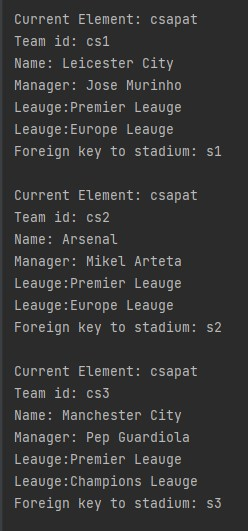 Current Element: csapat
Team id: cs1
Name: Leicester City
Manager: Jose Murinho
Leauge:Premier Leauge
Leauge:Europe Leauge
Foreign key to stadium: s1
Current Element: csapat
Team id: cs2
Name: Arsenal
Manager: Mikel Arteta
Leauge:Premier Leauge
Leauge:Europe Leauge
Foreign key to stadium: s2
Current Element: csapat
Team id: cs3
Name: Manchester City
Manager: Pep Guardiola
Leauge:Premier Leauge
Leauge:Champions Leauge
Foreign key to stadium: s3